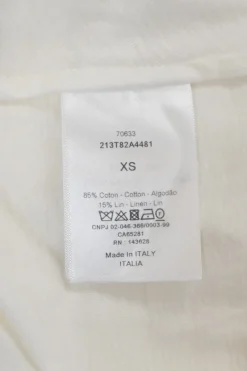 70633
213T82A4481
XS
85% Coton - Cotton - Algodão
15% Lin - Linen - Lin
CNPJ 02-046-368/0003-99
CA65281
RN : 143628
Made in ITALY
ITALIA